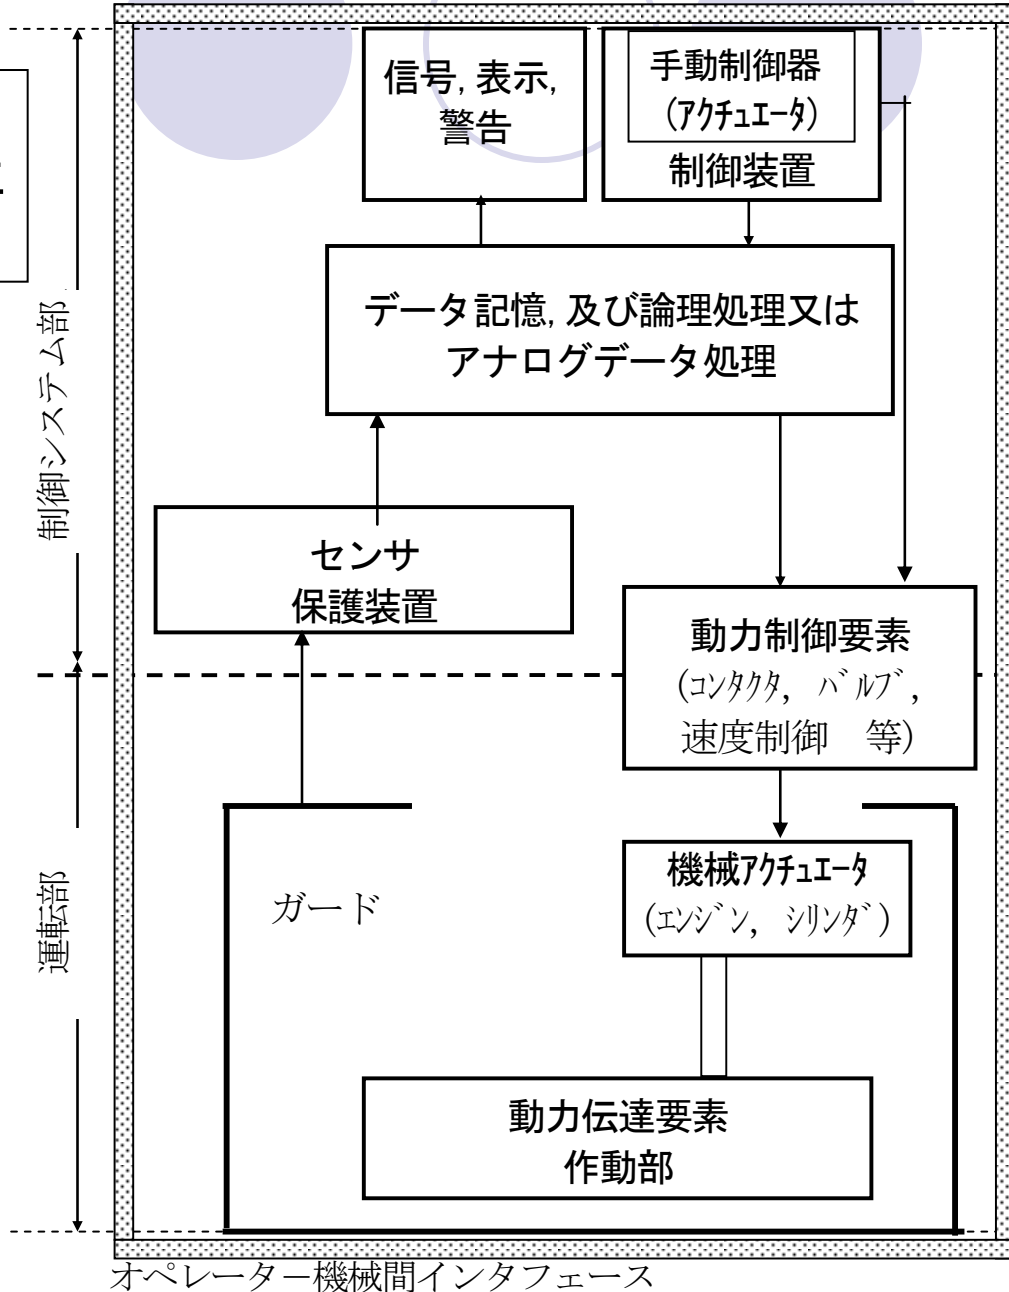 信号, 表示,
警告
手動制御器
(アクチュエータ)
制御装置
データ記憶, 及び論理処理又は
アナログデータ処理
制御システム部
センサ
保護装置
動力制御要素
(コンタクタ, バルブ,
速度制御 等)
運転部
ガード
機械アクチュエータ
(エンジン, シリンダ)
動力伝達要素
作動部
オペレーター－機械間インタフェース